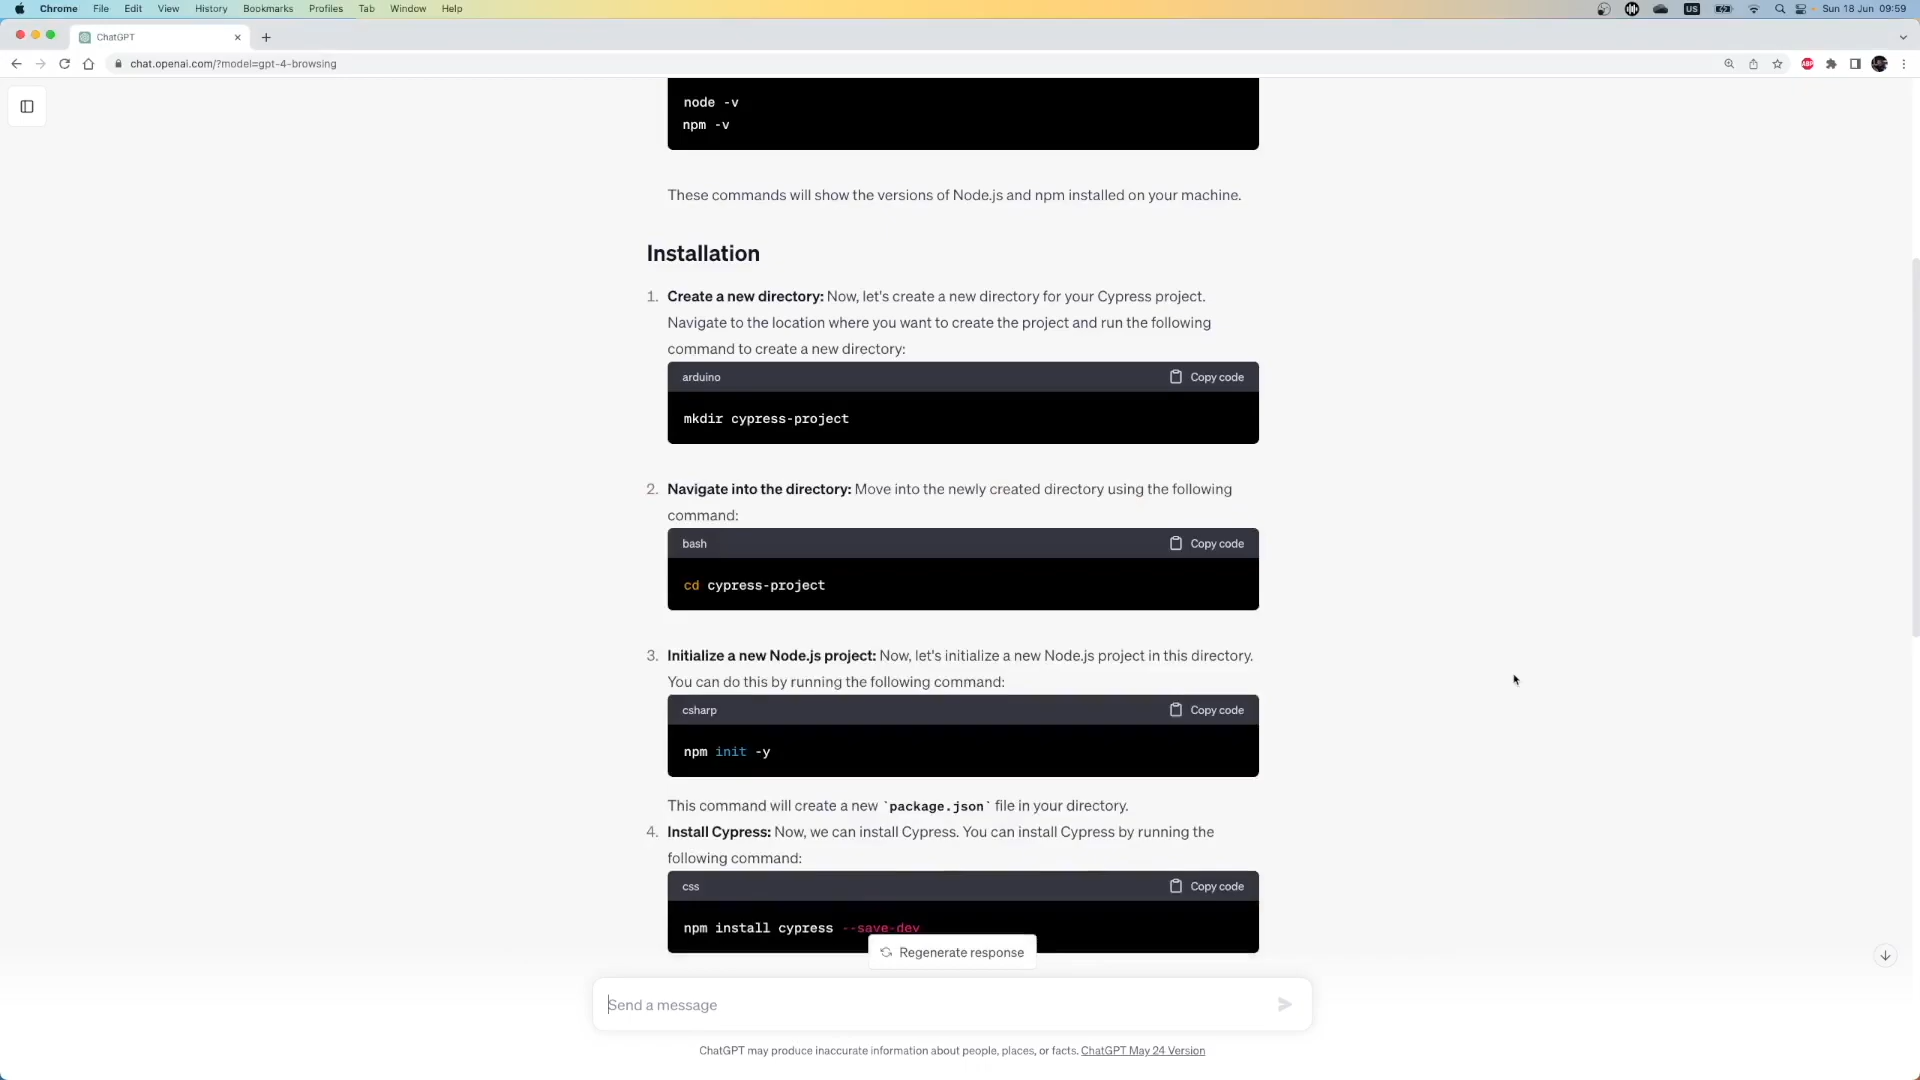 Chrome File Edit View History Bookmarks Profiles Tab Window Help
US
Sun 18 Jun 09:59
ChatGPT
chat.openai.com/?model=gpt-4-browsing
ABP
node -v
npm -v
These commands will show the versions of Node.js and npm installed on your machine.
Installation
1. Create a new directory: Now, let's create a new directory for your Cypress project.
Navigate to the location where you want to create the project and run the following
command to create a new directory:
arduino
Copy code
mkdir cypress-project
2. Navigate into the directory: Move into the newly created directory using the following
command:
bash
Copy code
cd cypress-project
3. Initialize a new Node.js project: Now, let's initialize a new Node.js project in this directory.
You can do this by running the following command:
csharp
Copy code
npm init -y
This command will create a new `package.json` file in your directory.
4. Install Cypress: Now, we can install Cypress. You can install Cypress by running the
following command:
css
Copy code
npm install cypress --save-dev
Regenerate response
Send a message
ChatGPT may produce inaccurate information about people, places, or facts. ChatGPT May 24 Version